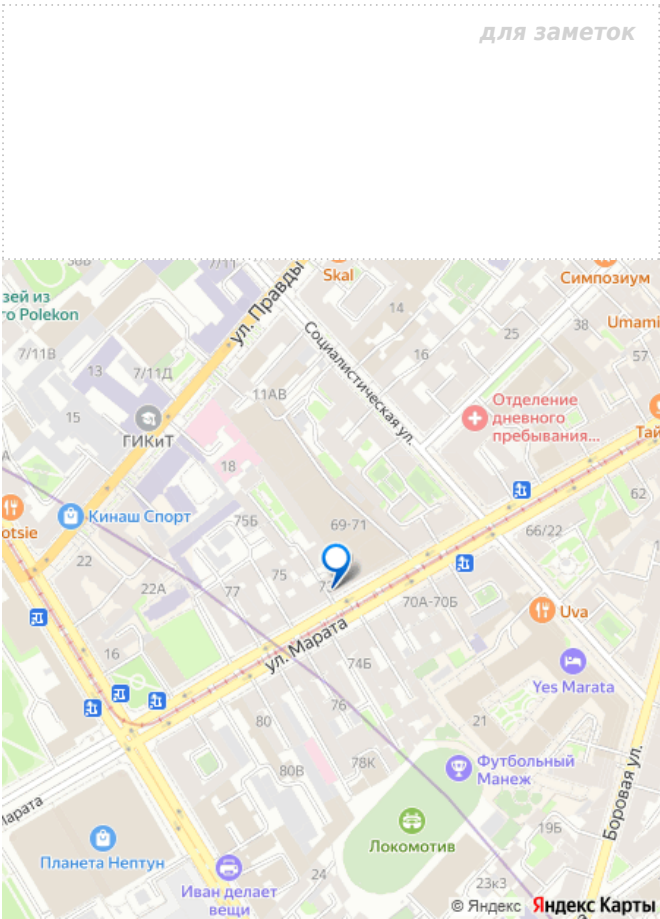 для заметок
7/11
Skal
Симпозиум
зей из
го Polekon
ул. Правды
14
38
Umami
25
7/11В
Социалистическая ул.
16
57
13
7/11Д
11АВ
Отделение
дневного
пребывания...
15
ГИКиТ
Тай
18
62
otsie
Кинаш Спорт
75Б
69-71
66/22
22
75
22А
77
70А-70Б
Uva
ул. Марата
16
74Б
Yes Marata
76
80
21
78К
Футбольный
Манеж
80В
Боровая ул.
Марата
Локомотив
19Б
Планета Нептун
24
Иван делает
вещи
23к3
© Яндекс Яндекс Карты